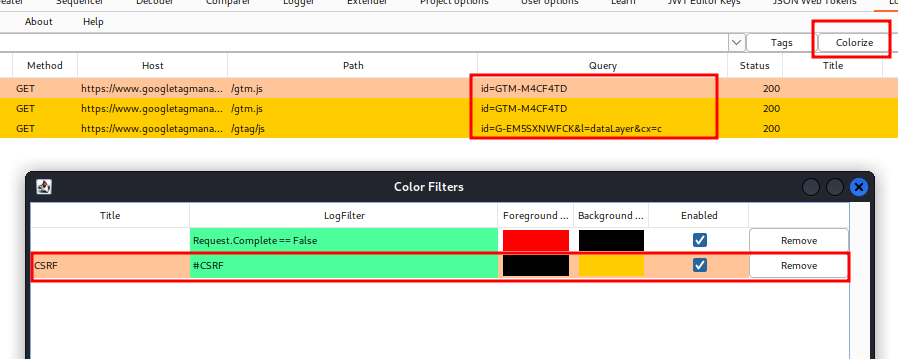 Sequencer Decoder Comparer Logger Extender Project options User options Learn JWT Editor Keys JSON Web Tokens
About Help
Tags Colorize
Method Host Path Query Status Title
GET https://www.googletagmana... /gtm.js id=GTM-M4CF4TD 200
GET https://www.googletagmana... /gtm.js id=GTM-M4CF4TD 200
GET https://www.googletagmana... /gtag/js id=G-EM5SXNWFCK&l=dataLayer&cx=c 200
Color Filters
Title LogFilter Foreground ... Background ... Enabled
Request.Complete == False Remove
CSRF #CSRF Remove